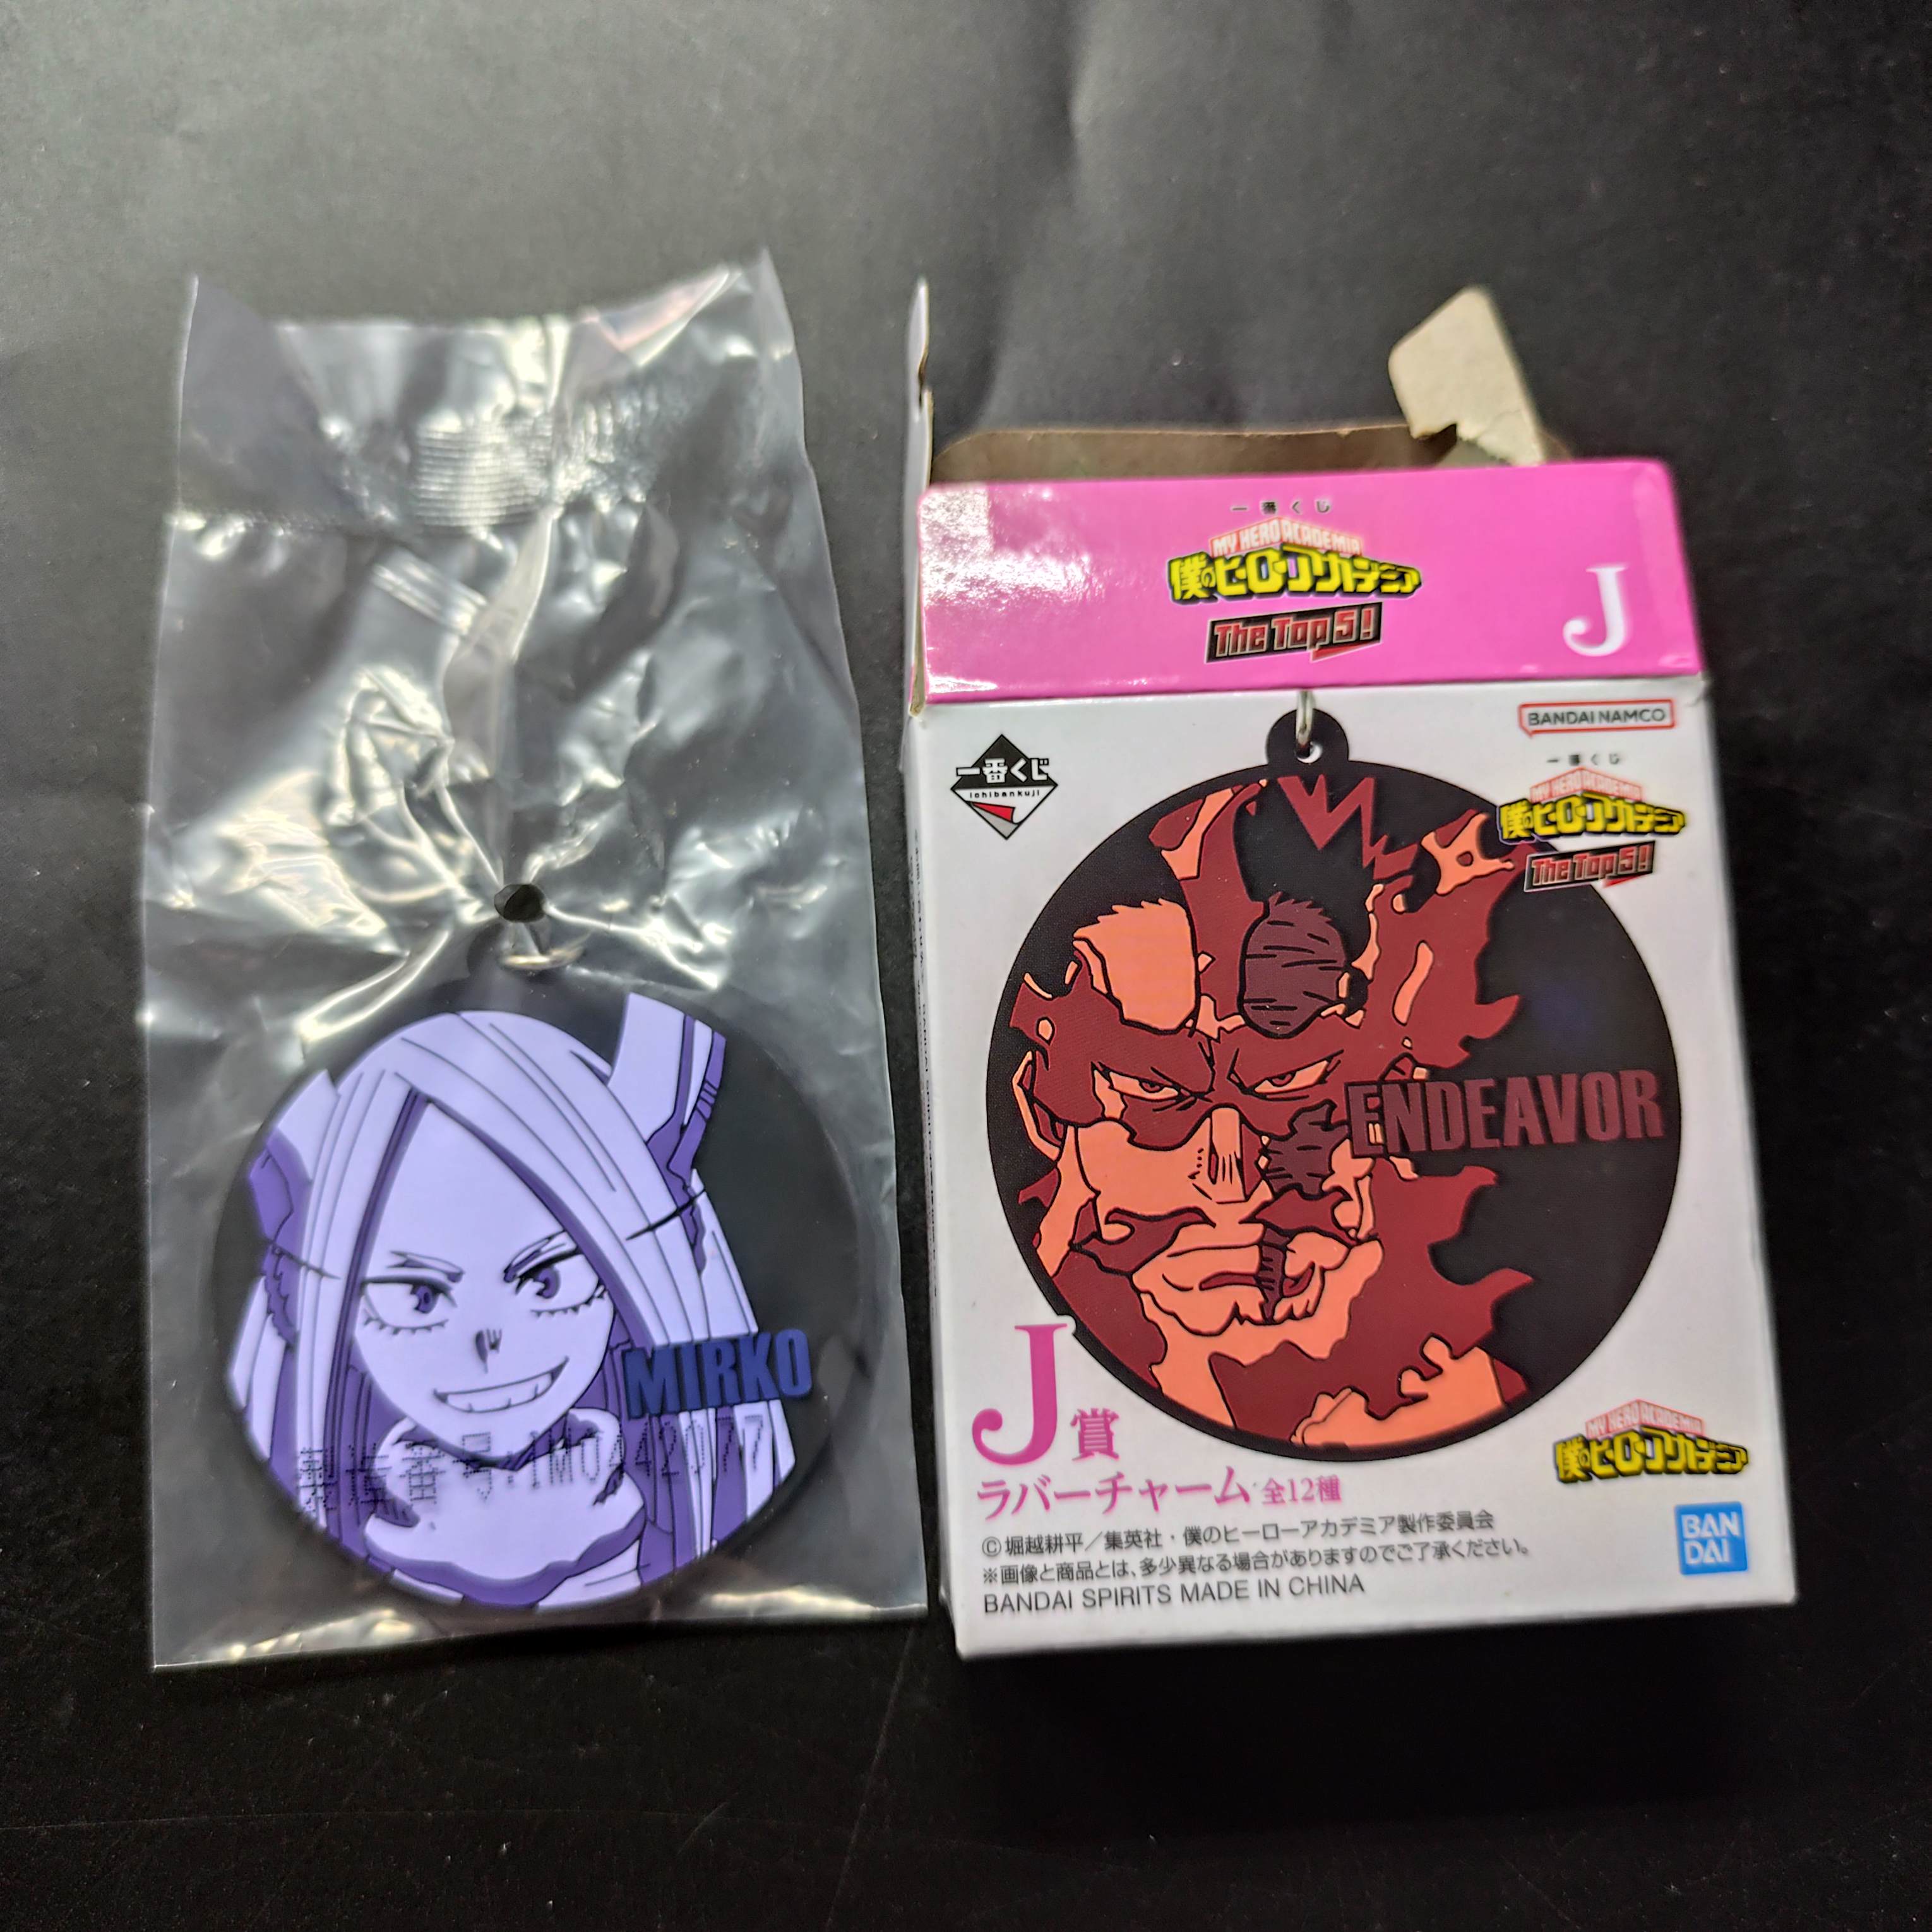 MIRKO
製造番号:1M0442977
一番くじ
MY HERO ACADEMIA
僕のヒーローアカデミア
The Top 5!
J
BANDAI NAMCO
一番くじ
ichibankuji
一番くじ
MY HERO ACADEMIA
僕のヒーローアカデミア
The Top 5!
ENDEAVOR
J賞
ラバーチャーム 全12種
MY HERO ACADEMIA
僕のヒーローアカデミア
©堀越耕平/集英社・僕のヒーローアカデミア製作委員会
※画像と商品とは、多少異なる場合がありますのでご了承ください。
BANDAI SPIRITS MADE IN CHINA
BAN
DAI